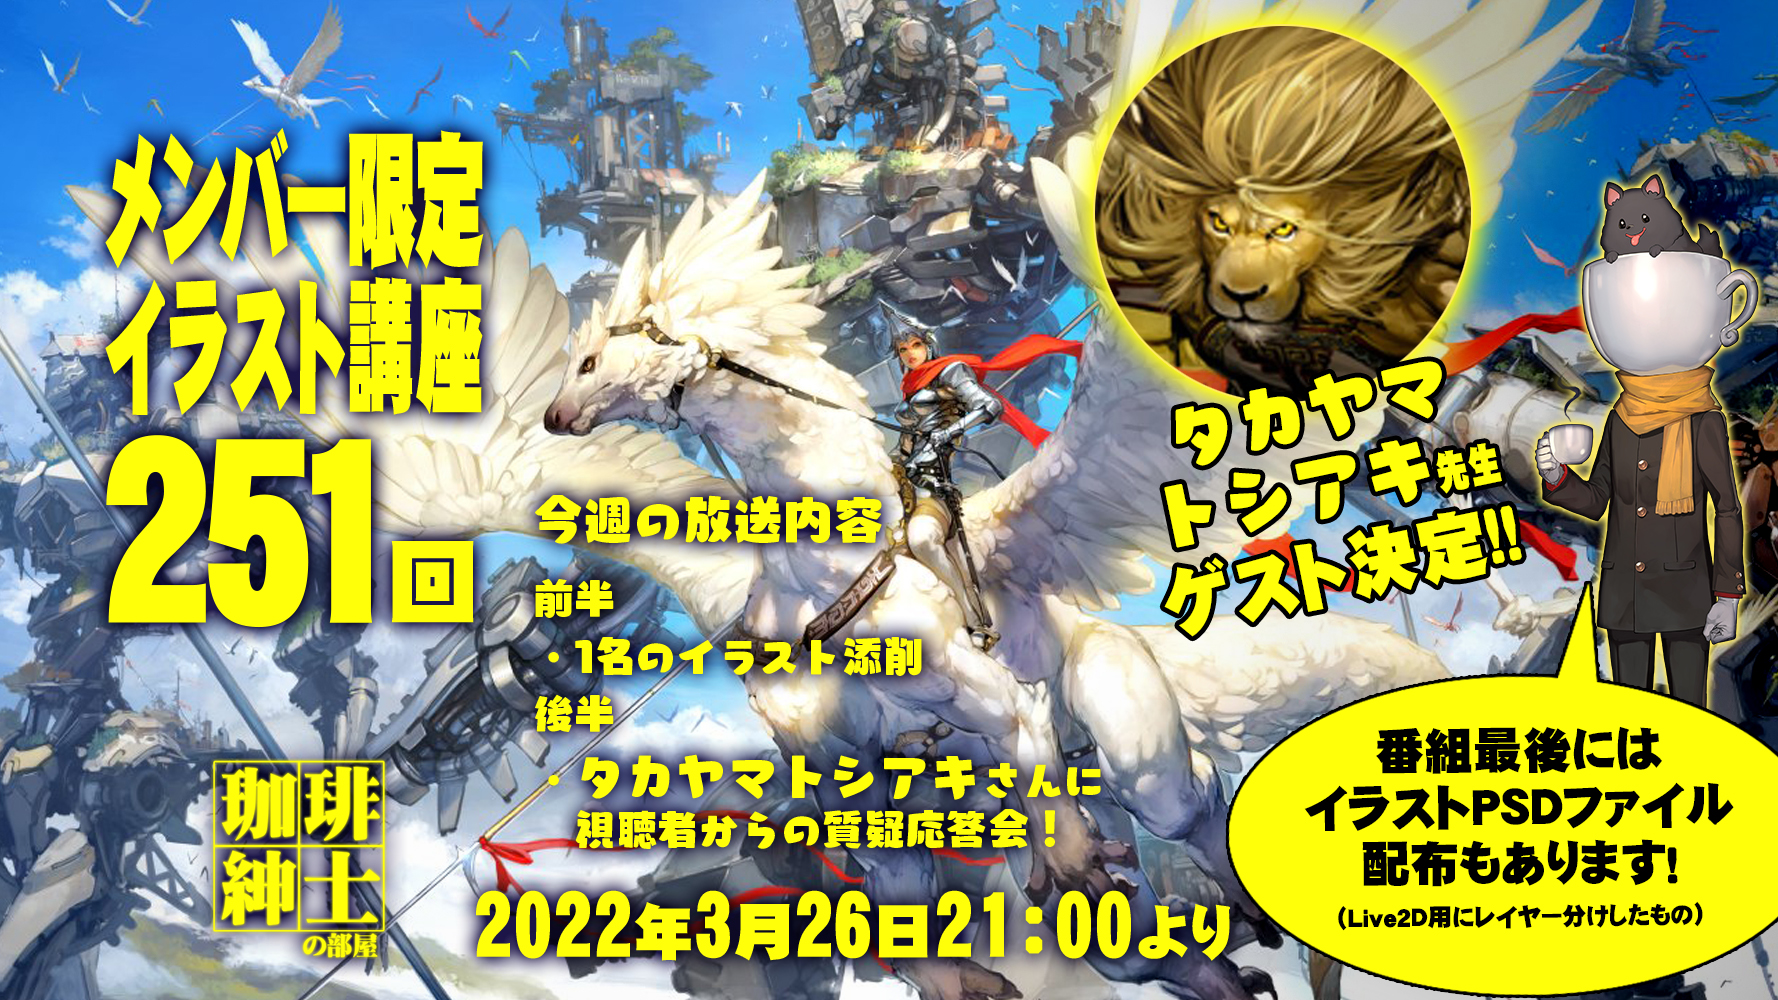 メンバー限定
イラスト講座
251回
今週の放送内容
前半
・1名のイラスト添削
後半
・タカヤマトシアキさんに
視聴者からの質疑応答会！
2022年3月26日21：00より
珈琲
紳士
の部屋
タカヤマ
トシアキ先生
ゲスト決定!!
番組最後には
イラストPSDファイル
配布もあります!
（Live2D用にレイヤー分けしたもの）